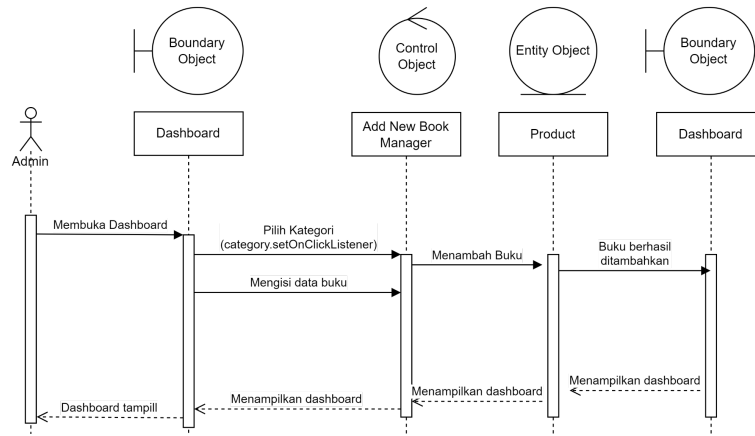 Boundary
Object
Control
Object
Entity Object
Boundary
Object
Admin
Dashboard
Add New Book
Manager
Product
Dashboard
Membuka Dashboard
Pilih Kategori
(category.setOnClickListener)
Menambah Buku
Buku berhasil
ditambahkan
Mengisi data buku
Menampilkan dashboard
Menampilkan dashboard
Menampilkan dashboard
Dashboard tampill